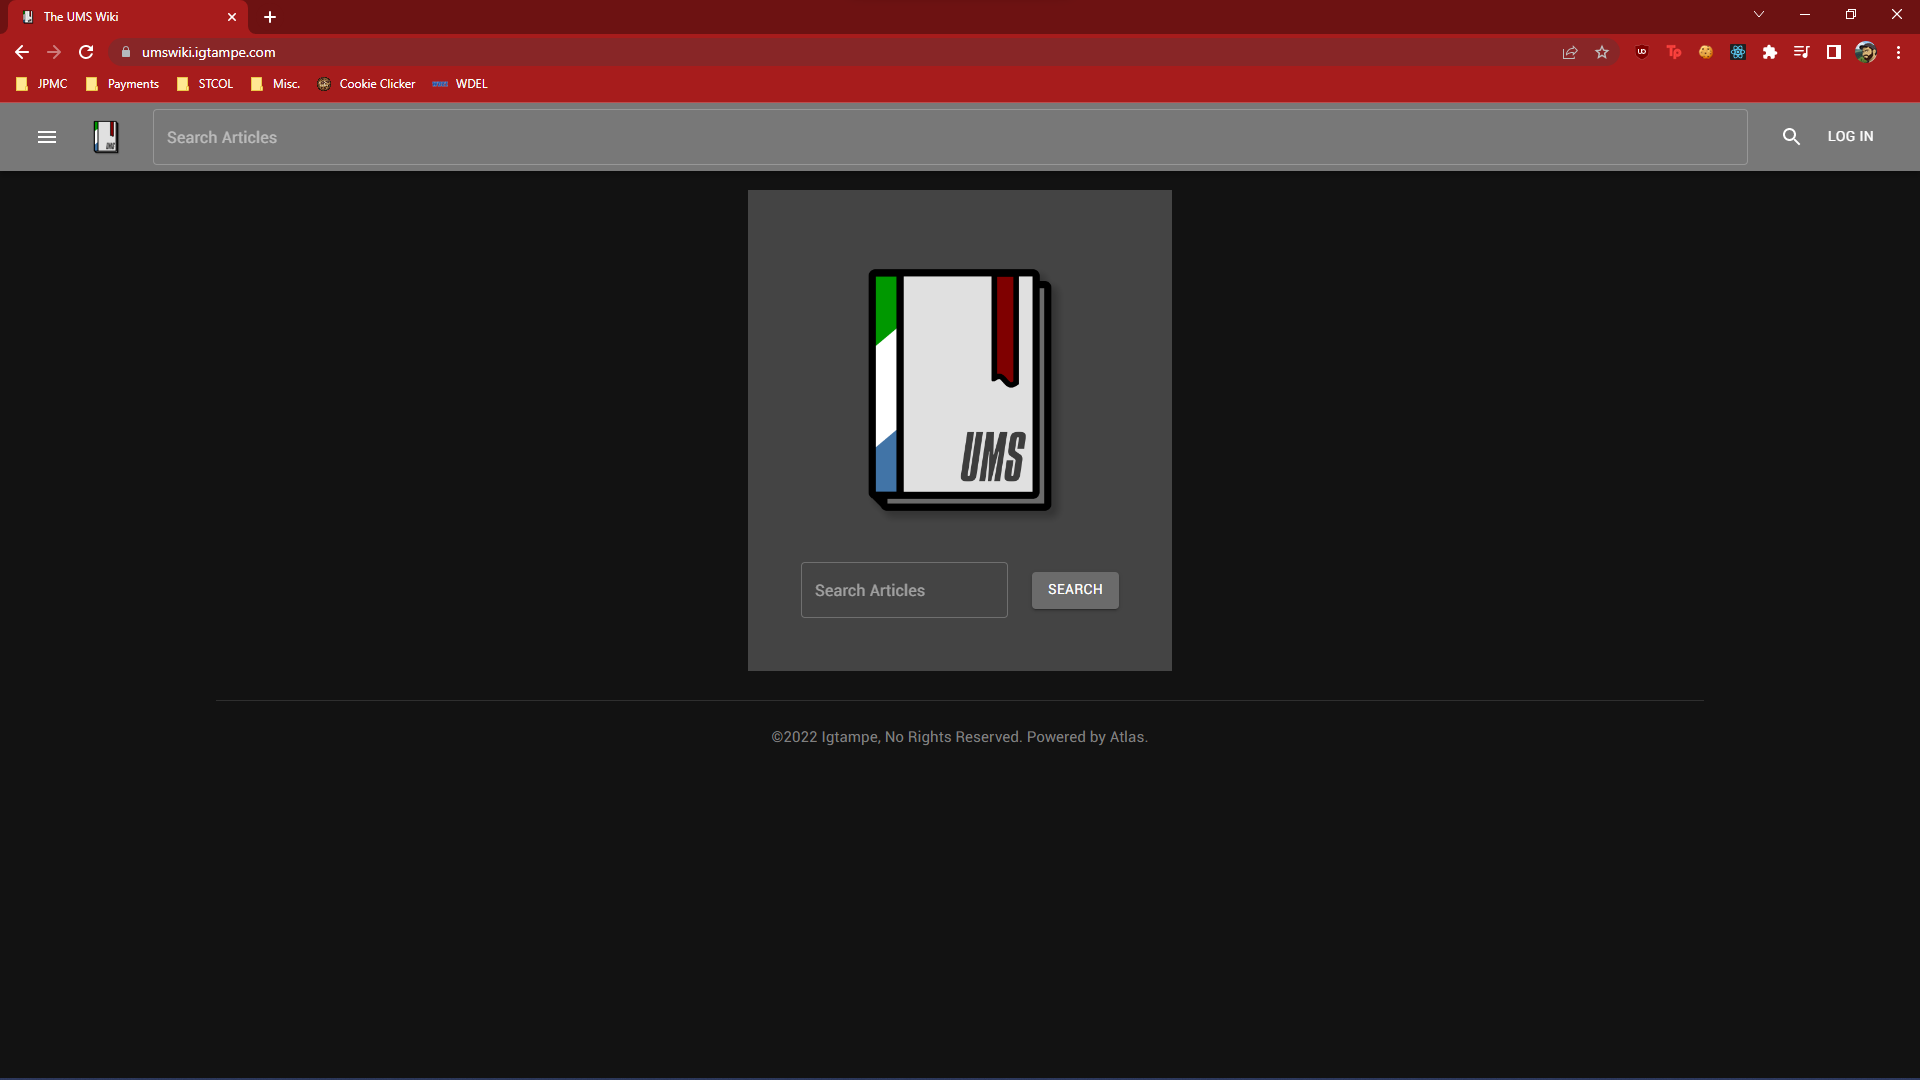 The UMS Wiki
umswiki.igtampe.com
JPMC Payments STCOL Misc. Cookie Clicker WDEL
Search Articles LOG IN
UMS
Search Articles SEARCH
©2022 Igtampe, No Rights Reserved. Powered by Atlas.